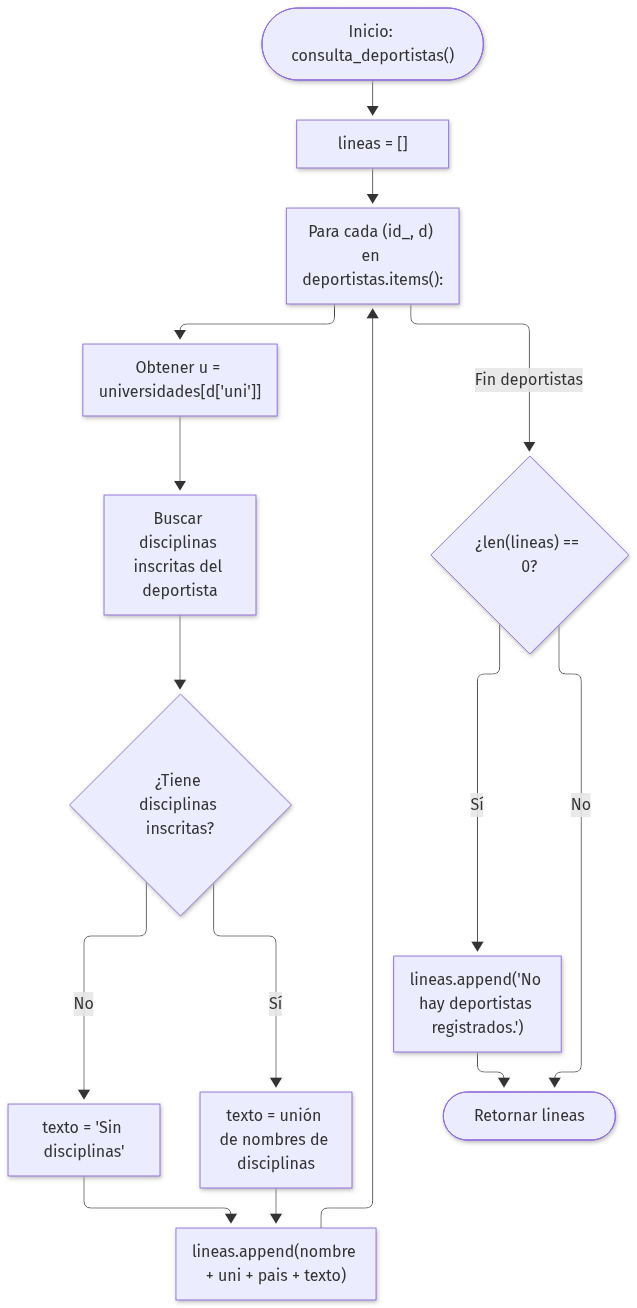 Inicio:
consulta_deportistas()
lineas = []
Para cada (id_, d)
en
deportistas.items():
Obtener u =
universidades[d['uni']]
Buscar
disciplinas
inscritas del
deportista
¿Tiene
disciplinas
inscritas?
No
Sí
texto = 'Sin
disciplinas'
texto = unión
de nombres de
disciplinas
lineas.append(nombre
+ uni + pais + texto)
Fin deportistas
¿len(lineas) ==
0?
Sí
No
lineas.append('No
hay deportistas
registrados.')
Retornar lineas